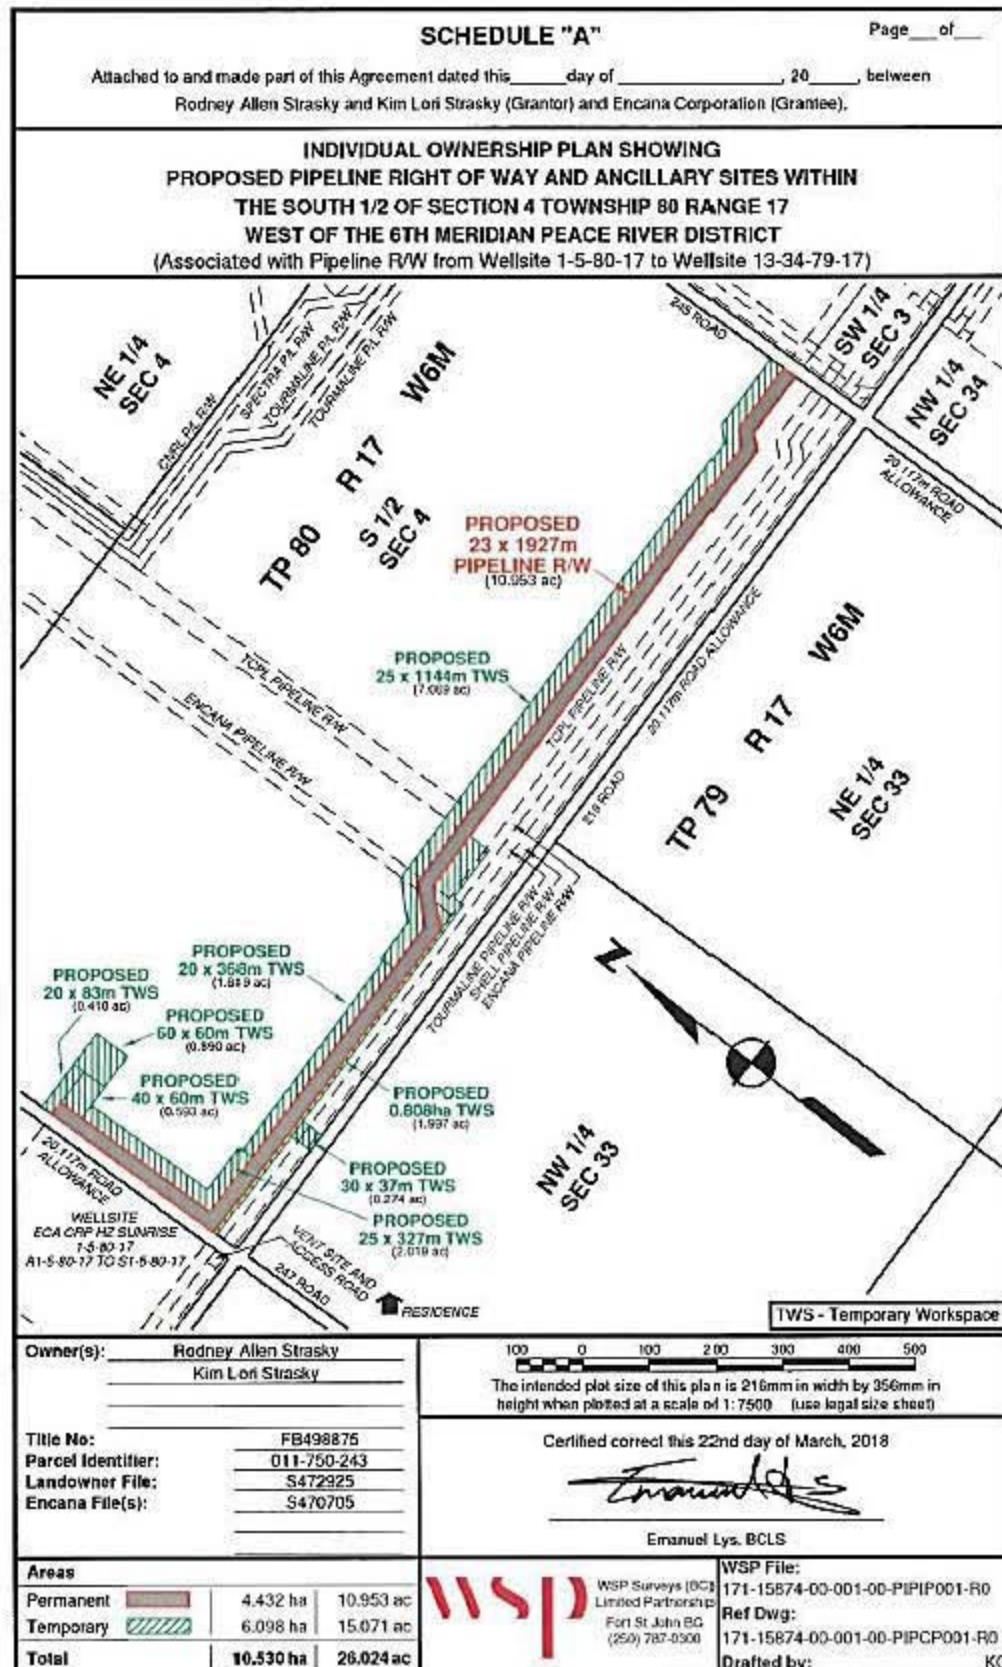 SCHEDULE "A"
Page___of___
Attached to and made part of this Agreement dated this_____day of _______________, 20_____, between
Rodney Allen Strasky and Kim Lori Strasky (Grantor) and Encana Corporation (Grantee).
INDIVIDUAL OWNERSHIP PLAN SHOWING
PROPOSED PIPELINE RIGHT OF WAY AND ANCILLARY SITES WITHIN
THE SOUTH 1/2 OF SECTION 4 TOWNSHIP 80 RANGE 17
WEST OF THE 6TH MERIDIAN PEACE RIVER DISTRICT
(Associated with Pipeline R/W from Wellsite 1-5-80-17 to Wellsite 13-34-79-17)
NE 1/4
SEC 4
CNRL P/L R/W
SPECTRA P/L R/W
TOURMALINE P/L R/W
TOURMALINE P/L R/W
TP 80
R 17
W6M
S 1/2
SEC 4
245 ROAD
SW 1/4
SEC 3
NW 1/4
SEC 34
20.117m ROAD
ALLOWANCE
PROPOSED
23 x 1927m
PIPELINE R/W
(10.953 ac)
PROPOSED
25 x 1144m TWS
TCPL PIPELINE R/W
ENCANA PIPELINE R/W
TCPL PIPELINE R/W
20.117m ROAD ALLOWANCE
219 ROAD
TP 79
R 17
W6M
NE 1/4
SEC 33
TOURMALINE PIPELINE R/W
SHELL PIPELINE R/W
ENCANA PIPELINE R/W
N
PROPOSED
20 x 368m TWS
PROPOSED
20 x 83m TWS
(0.410 ac)
PROPOSED
60 x 60m TWS
(0.890 ac)
PROPOSED
40 x 60m TWS
(0.593 ac)
PROPOSED
0.808ha TWS
(1.997 ac)
PROPOSED
30 x 37m TWS
(0.274 ac)
PROPOSED
25 x 327m TWS
(2.019 ac)
NW 1/4
SEC 33
20.117m ROAD
ALLOWANCE
WELLSITE
ECA CRP HZ SUNRISE
1-5-80-17
A1-5-80-17 TO S1-5-80-17
VENT SITE AND
ACCESS ROAD
247 ROAD
RESIDENCE
TWS - Temporary Workspace
Owner(s): Rodney Allen Strasky
Kim Lori Strasky
Title No: FB498875
Parcel Identifier: 011-750-243
Landowner File: S472925
Encana File(s): S470705
100 0 100 200 300 400 500
The intended plot size of this plan is 216mm in width by 356mm in
height when plotted at a scale of 1:7500 (use legal size sheet)
Certified correct this 22nd day of March, 2018
Emanuel Lys, BCLS
Areas
Permanent 4.432 ha 10.953 ac
Temporary 6.098 ha 15.071 ac
Total 10.530 ha 26.024 ac
WSP
WSP Surveys (BC)
Limited Partnership
Fort St John BC
(250) 787-0300
WSP File:
171-15874-00-001-00-PIPIP001-R0
Ref Dwg:
171-15874-00-001-00-PIPCP001-R0
Drafted by: